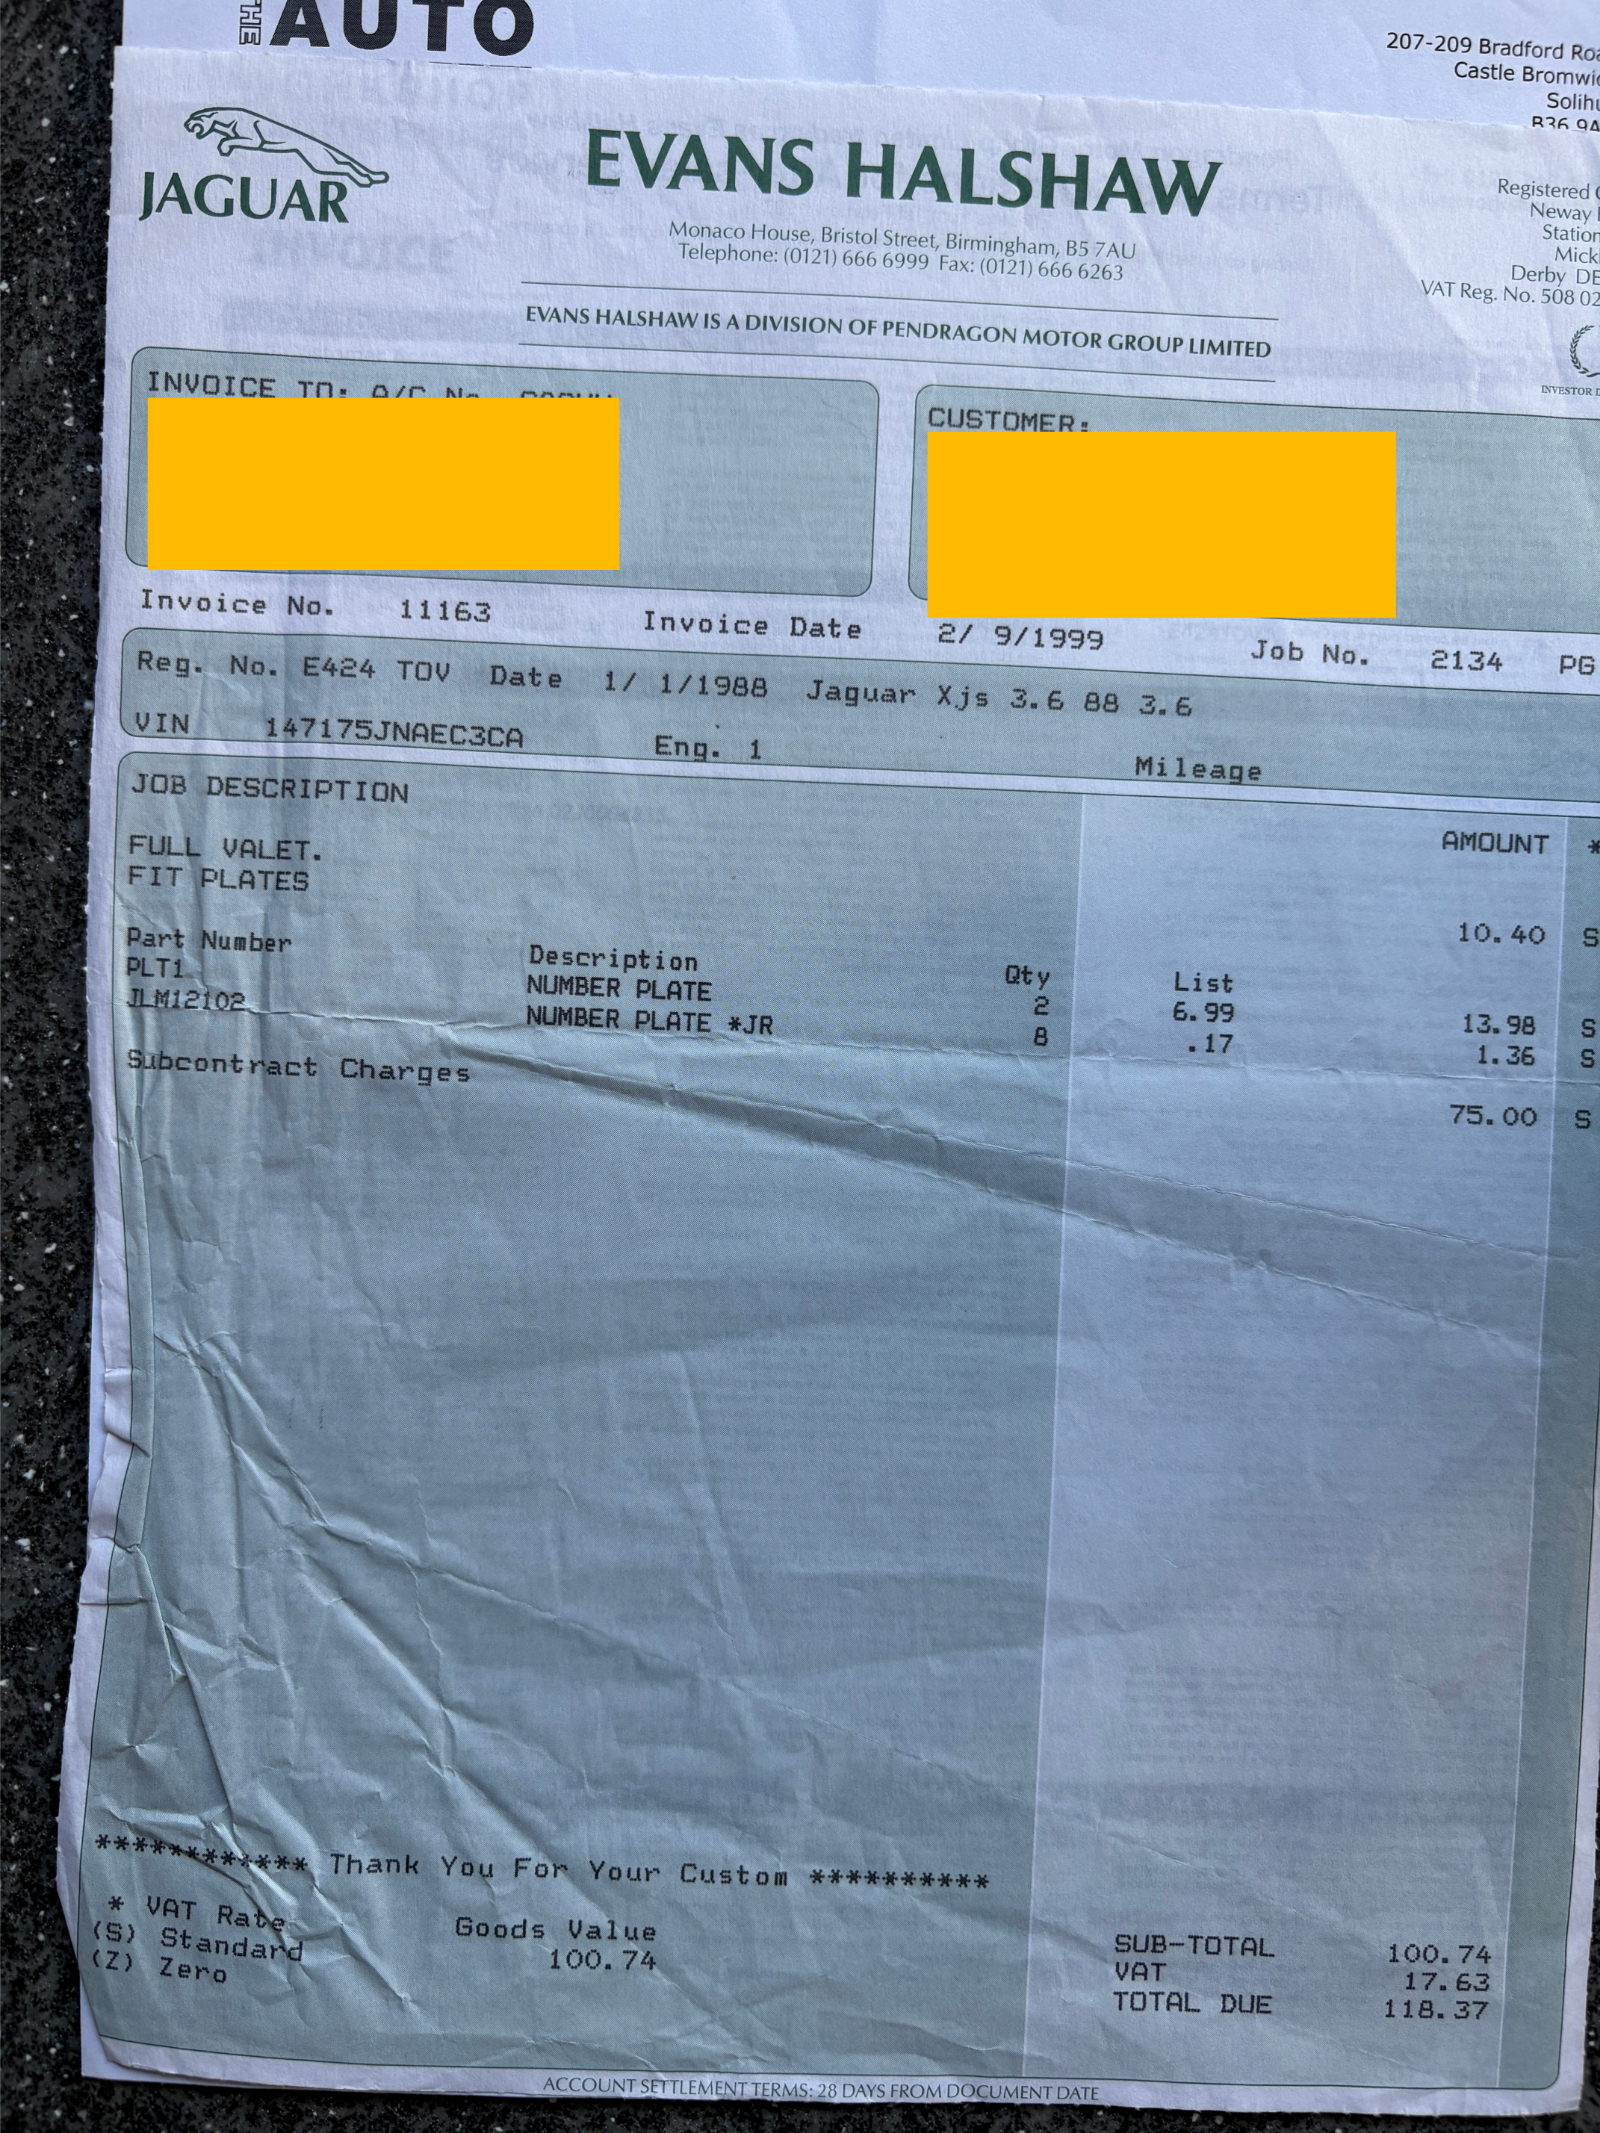 THE AUTO
207-209 Bradford
Castle
JAGUAR
EVANS HALSHAW
Monaco House, Bristol Street, Birmingham, B5 7AU
Telephone: (0121) 666 6999 Fax: (0121) 666 6263
EVANS HALSHAW IS A DIVISION OF PENDRAGON MOTOR GROUP LIMITED
Registered
Neway
Station
Derby DE
VAT Reg. No. 508 02
INVESTOR
INVOICE TO: A/C No.
CUSTOMER:
Invoice No. 11163 Invoice Date 2/ 9/1999 Job No. 2134 PG
Reg. No. E424 TOV Date 1/ 1/1988 Jaguar Xjs 3.6 88 3.6
VIN 147175JNAEC3CA Eng. 1 Mileage
JOB DESCRIPTION
AMOUNT *
FULL VALET.
FIT PLATES
10.40 S
Part Number Description Qty List
PLT1 NUMBER PLATE 2 6.99 13.98 S
JLM12102 NUMBER PLATE *JR 8 .17 1.36 S
Subcontract Charges 75.00 S
************ Thank You For Your Custom **********
* VAT Rate Goods Value
(S) Standard 100.74
(Z) Zero
SUB-TOTAL 100.74
VAT 17.63
TOTAL DUE 118.37
ACCOUNT SETTLEMENT TERMS: 28 DAYS FROM DOCUMENT DATE